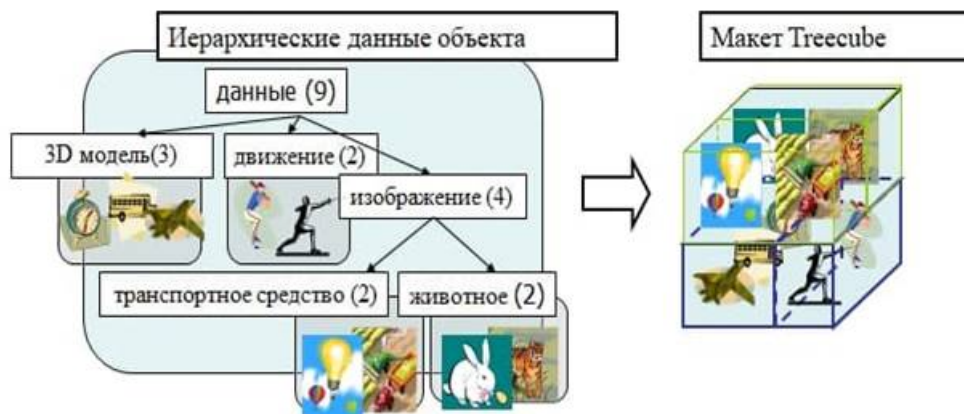 Иерархические данные объекта
Макет Treecube
данные (9)
3D модель(3)
движение (2)
изображение (4)
транспортное средство (2)
животное (2)